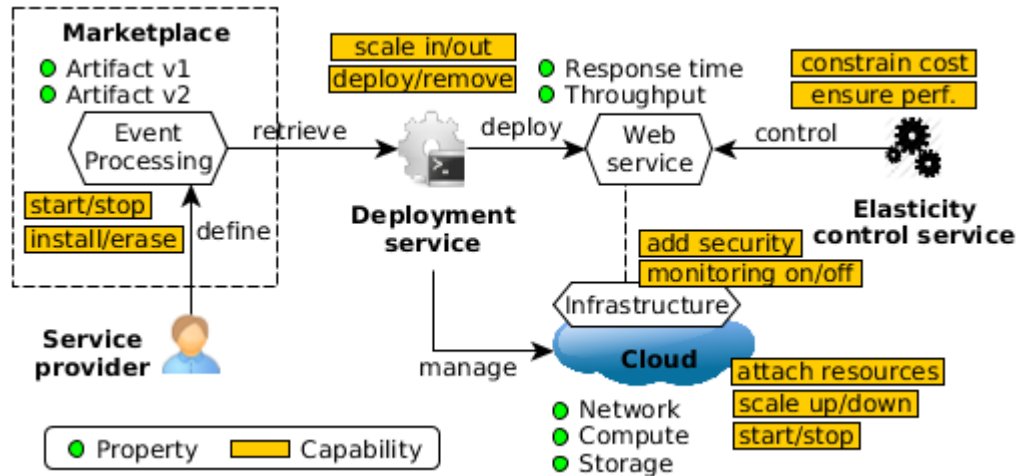 Marketplace
Artifact v1
Artifact v2
Event
Processing
start/stop
install/erase
define
Service
provider
retrieve
scale in/out
deploy/remove
Deployment
service
deploy
manage
Response time
Throughput
Web
service
control
constrain cost
ensure perf.
Elasticity
control service
add security
monitoring on/off
Infrastructure
Cloud
attach resources
scale up/down
start/stop
Network
Compute
Storage
Property
Capability
>_